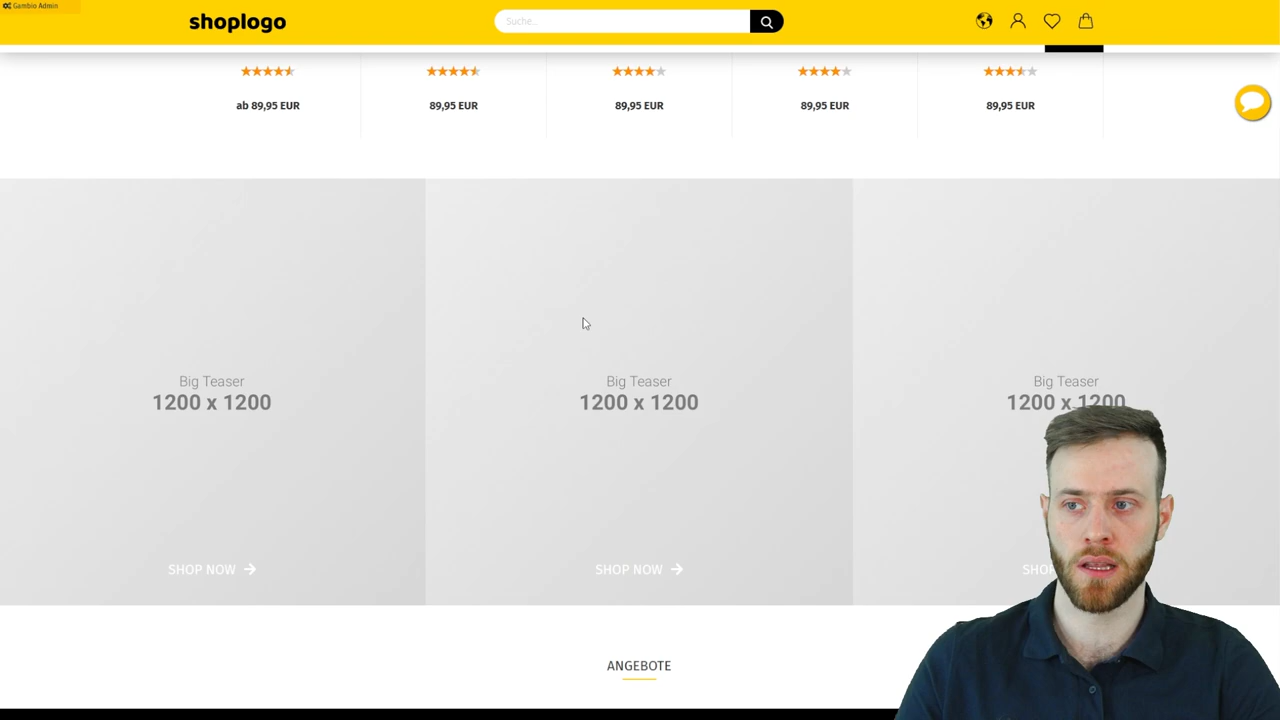 Gambio Admin
shoplogo
Suche...
ab 89,95 EUR
89,95 EUR
89,95 EUR
89,95 EUR
89,95 EUR
Big Teaser
1200 x 1200
Big Teaser
1200 x 1200
Big Teaser
1200 x 1200
SHOP NOW
SHOP NOW
ANGEBOTE